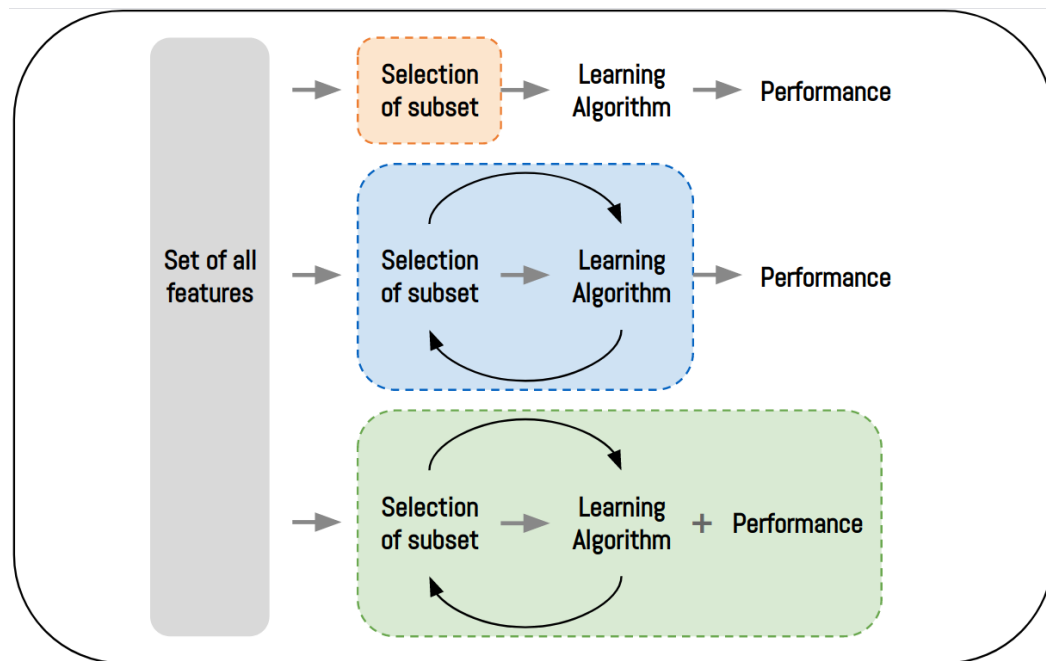 Selection
of subset
Learning
Algorithm
Performance
Set of all
features
Selection
of subset
Learning
Algorithm
Performance
Selection
of subset
Learning
Algorithm
+
Performance